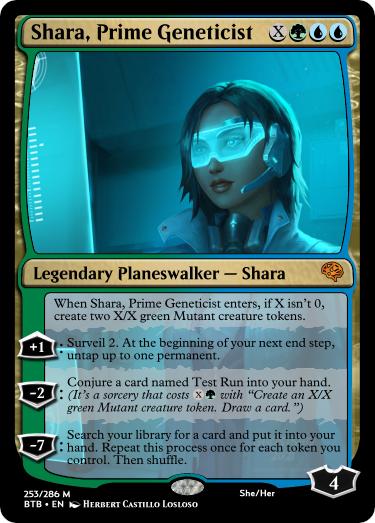 Shara, Prime Geneticist X
Legendary Planeswalker — Shara
When Shara, Prime Geneticist enters, if X isn't 0,
create two X/X green Mutant creature tokens.
+1 Surveil 2. At the beginning of your next end step,
untap up to one permanent.
-2 Conjure a card named Test Run into your hand.
(It's a sorcery that costs X with “Create an X/X
green Mutant creature token. Draw a card.”)
-7 Search your library for a card and put it into your
hand. Repeat this process once for each token you
control. Then shuffle.
4
253/286 M She/Her
BTB • EN Herbert Castillo Losloso